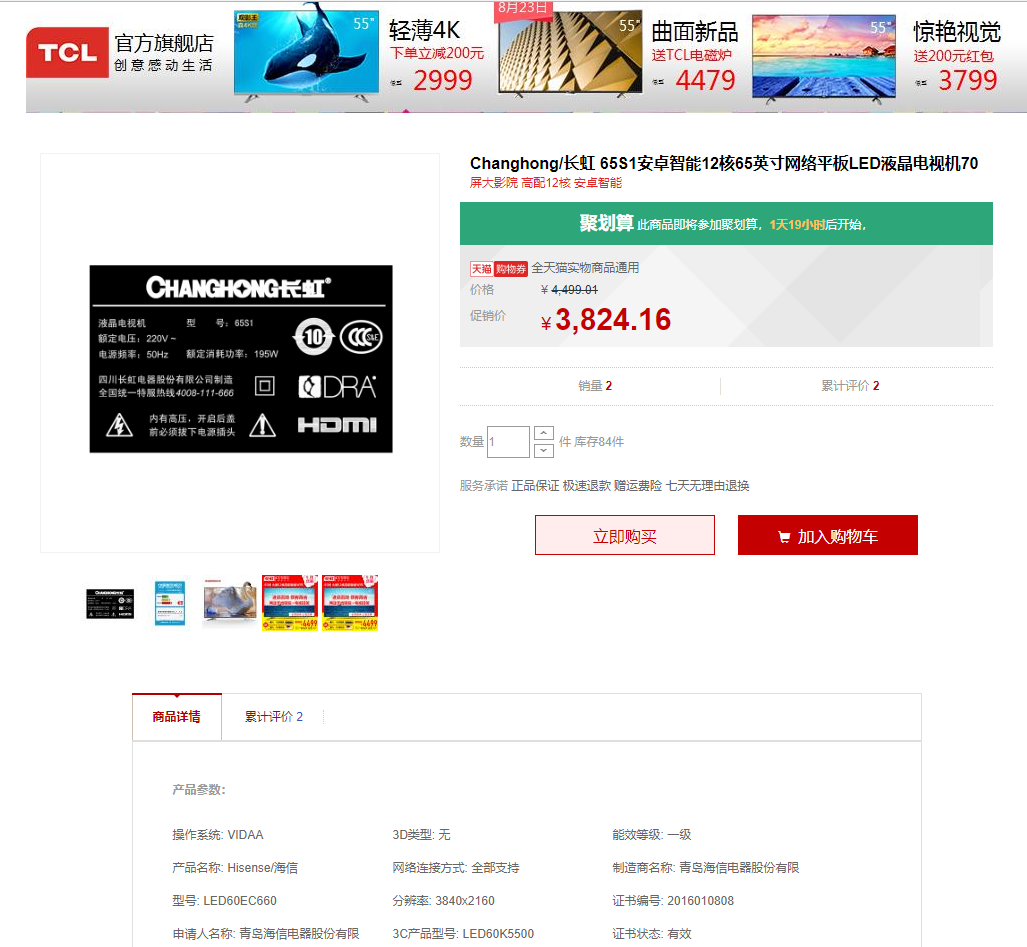 TCL 官方旗舰店
创意感动生活
55"
轻薄4K
下单立减200元
2999
8月23日
55"
曲面新品
送TCL电磁炉
4479
55"
惊艳视觉
送200元红包
3799
CHANGHONG长虹®
液晶电视机 型 号：65S1
额定电压：220V ~
电源频率：50Hz 额定消耗功率：195W
10 CCC S&E
四川长虹电器股份有限公司制造
全国统一特服热线4008-111-666
DRA
内有高压，开启后盖
前必须拔下电源插头
HDMI
Changhong/长虹 65S1安卓智能12核65英寸网络平板LED液晶电视机70
屏大影院 高配12核 安卓智能
聚划算 此商品即将参加聚划算，1天19小时后开始，
天猫 购物券 全天猫实物商品通用
价格 ¥ 4,499.01
促销价 ¥ 3,824.16
销量 2 累计评价 2
数量 1 件 库存84件
服务承诺 正品保证 极速退款 赠运费险 七天无理由退换
立即购买 加入购物车
商品详情 累计评价 2
产品参数：
操作系统: VIDAA 3D类型: 无 能效等级: 一级
产品名称: Hisense/海信 网络连接方式: 全部支持 制造商名称: 青岛海信电器股份有限
型号: LED60EC660 分辨率: 3840x2160 证书编号: 2016010808
申请人名称: 青岛海信电器股份有限 3C产品型号: LED60K5500 证书状态: 有效